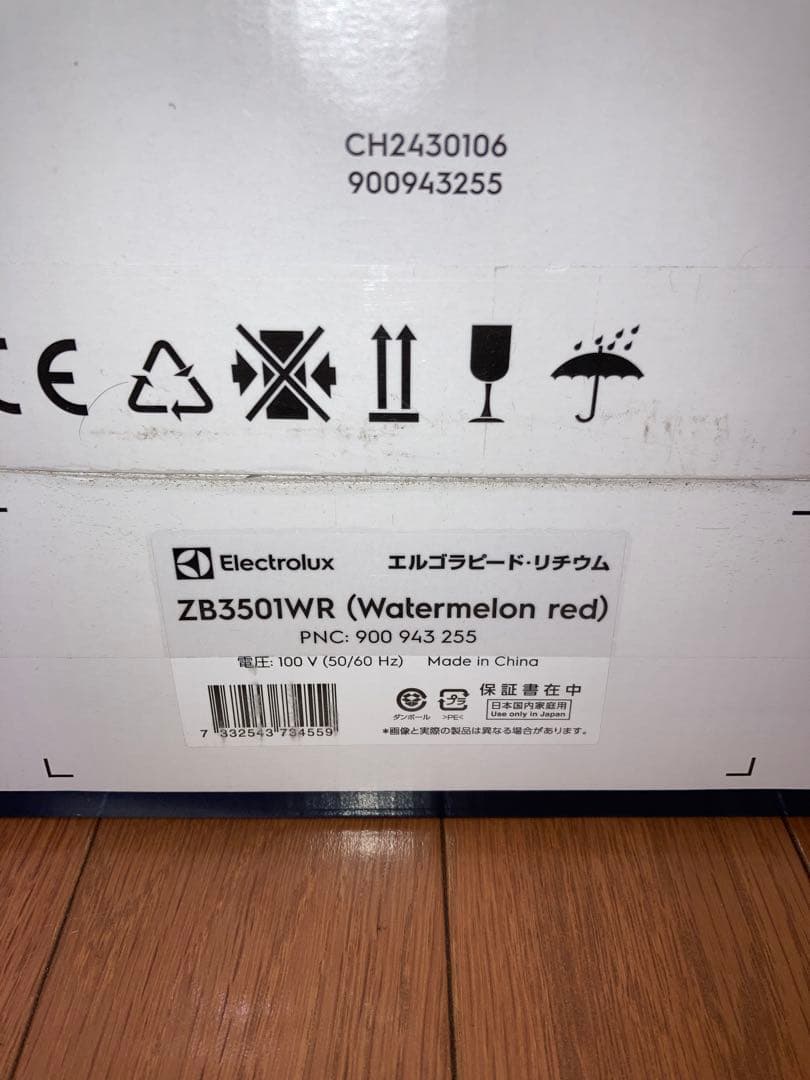 CH2430106
900943255
CE
Electrolux エルゴラピード・リチウム
ZB3501WR (Watermelon red)
PNC: 900 943 255
電圧: 100 V (50/60 Hz) Made in China
保証書在中
プラ
日本国内家庭用
Use only in Japan
ダンボール >PE<
7 332543 734559
*画像と実際の製品は異なる場合があります。